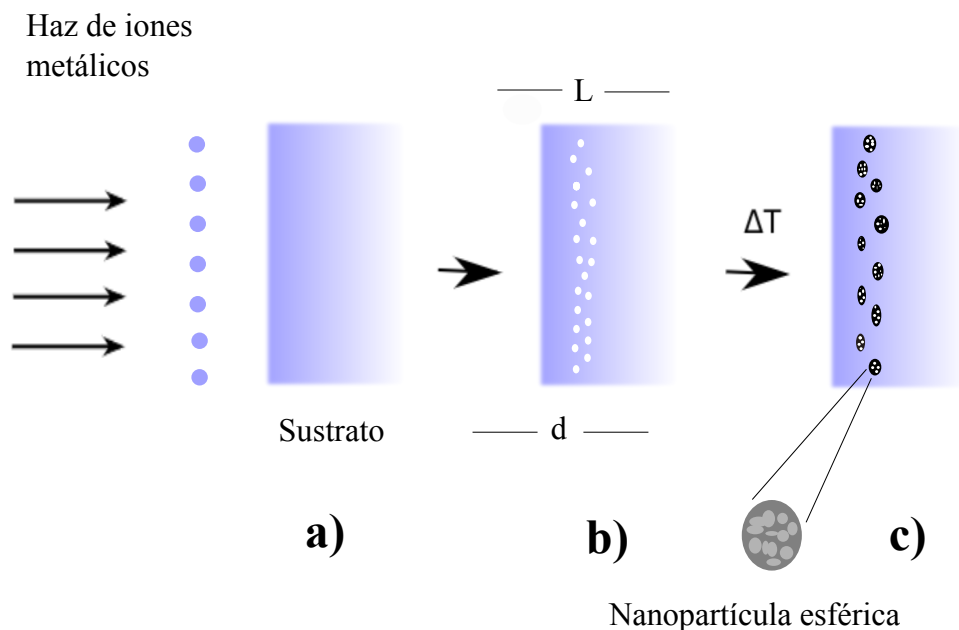 Haz de iones
metálicos
L
ΔT
Sustrato
d
a)
b)
c)
Nanopartícula esférica